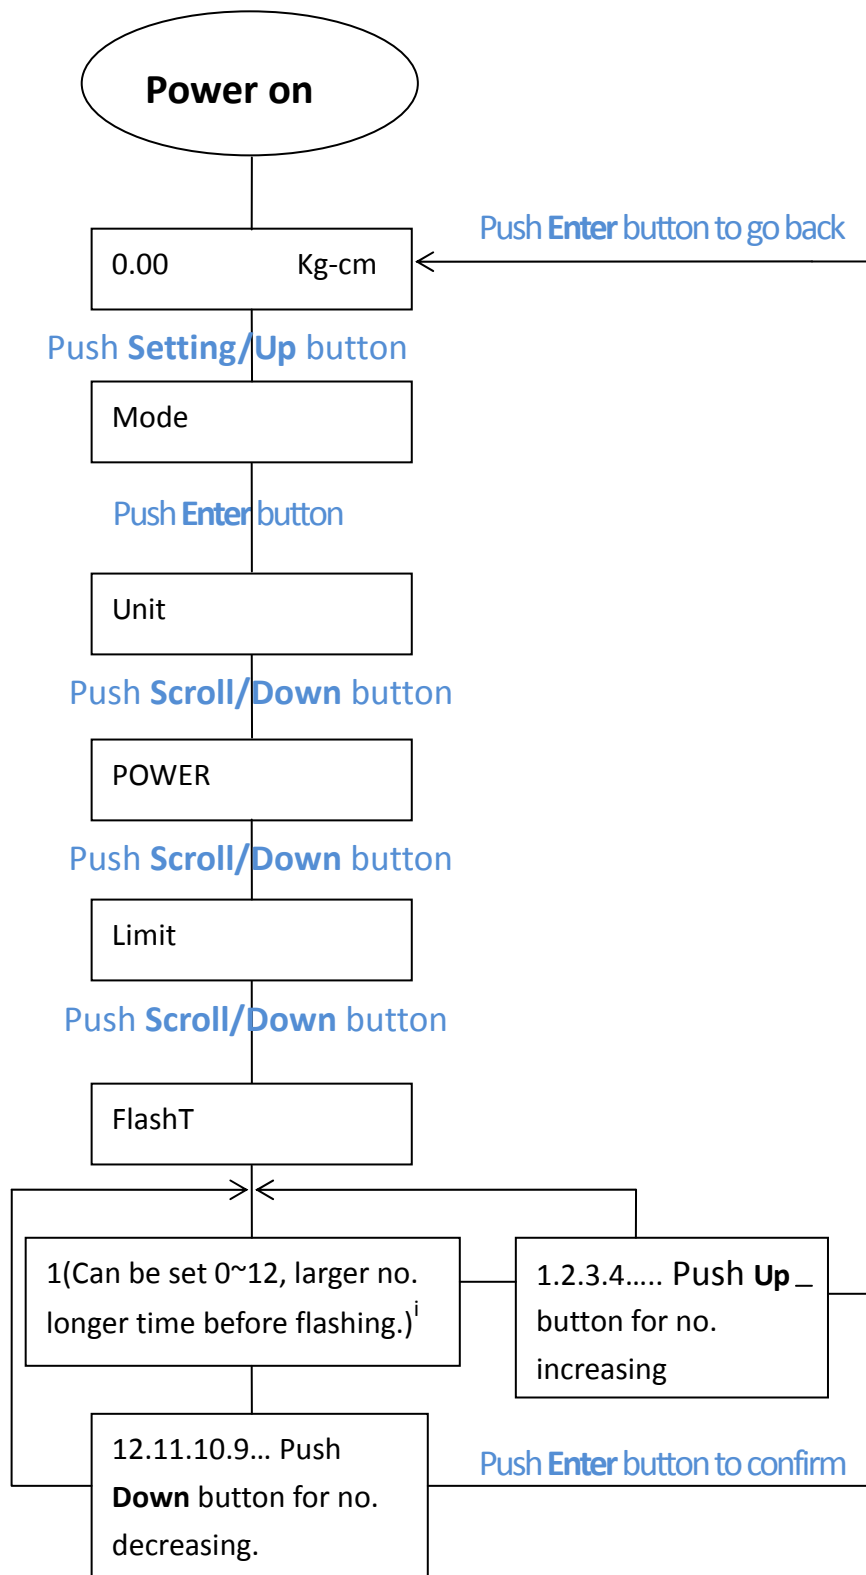 Power on
Push Enter button to go back
0.00 Kg-cm
Push Setting/Up button
Mode
Push Enter button
Unit
Push Scroll/Down button
POWER
Push Scroll/Down button
Limit
Push Scroll/Down button
FlashT
1(Can be set 0~12, larger no.
longer time before flashing.)i
1.2.3.4..... Push Up_
button for no.
increasing
12.11.10.9... Push
Down button for no.
decreasing.
Push Enter button to confirm